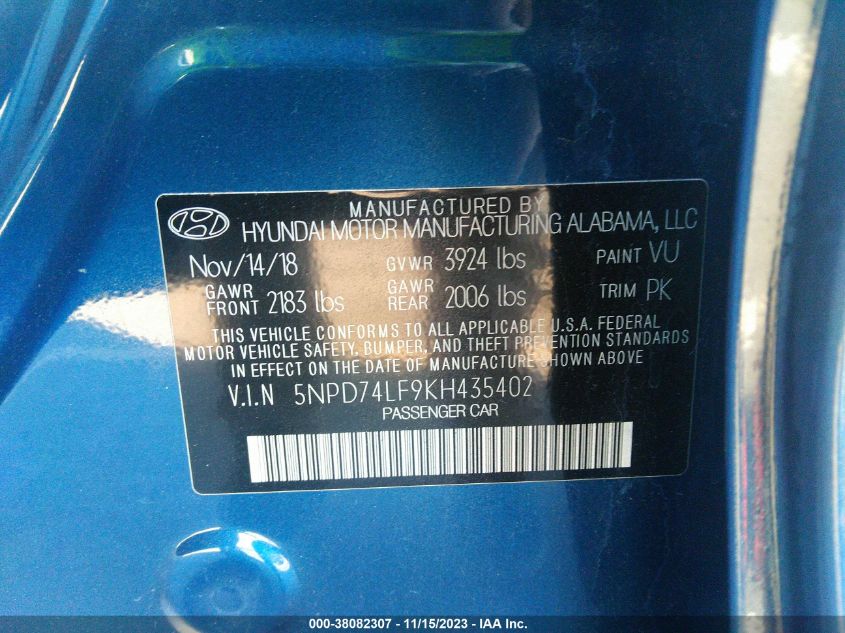 MANUFACTURED BY
HYUNDAI MOTOR MANUFACTURING ALABAMA, LLC
Nov/14/18 GVWR 3924 lbs PAINT VU
GAWR FRONT 2183 lbs GAWR REAR 2006 lbs TRIM PK
THIS VEHICLE CONFORMS TO ALL APPLICABLE U.S.A. FEDERAL
MOTOR VEHICLE SAFETY, BUMPER, AND THEFT PREVENTION STANDARDS
IN EFFECT ON THE DATE OF MANUFACTURE SHOWN ABOVE
V.I.N 5NPD74LF9KH435402
PASSENGER CAR
000-38082307 - 11/15/2023 - IAA Inc.